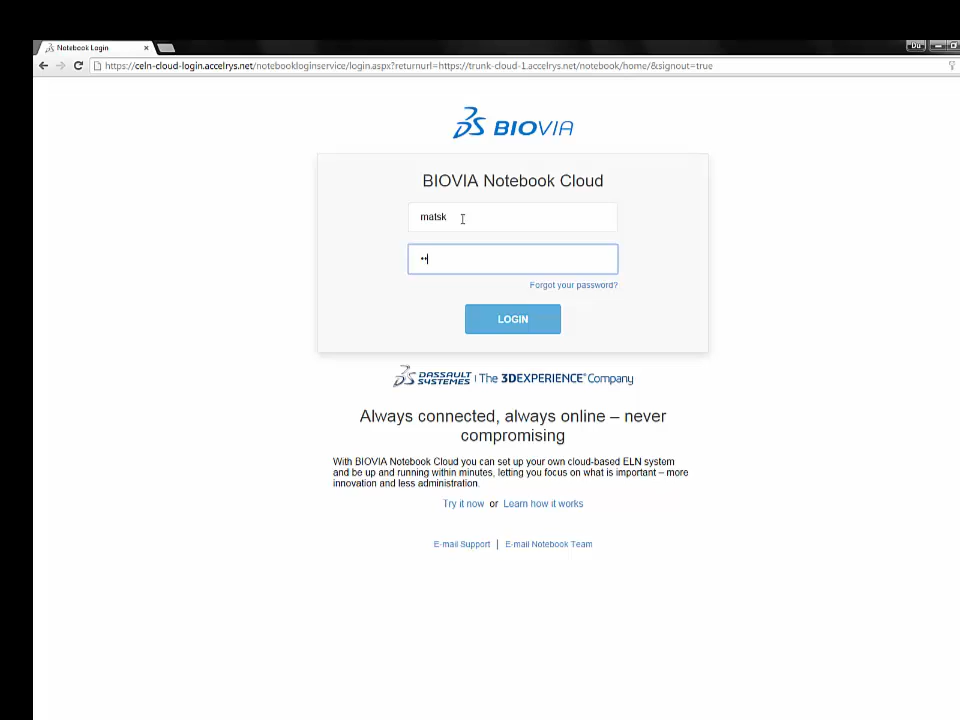 Notebook Login
Du
https://celn-cloud-login.accelrys.net/notebookloginservice/login.aspx?returnurl=https://trunk-cloud-1.accelrys.net/notebook/home/&signout=true
BIOVIA
BIOVIA Notebook Cloud
matsk
Forgot your password?
LOGIN
DASSAULT SYSTEMES | The 3DEXPERIENCE® Company
Always connected, always online – never
compromising
With BIOVIA Notebook Cloud you can set up your own cloud-based ELN system
and be up and running within minutes, letting you focus on what is important – more
innovation and less administration.
Try it now or Learn how it works
E-mail Support | E-mail Notebook Team